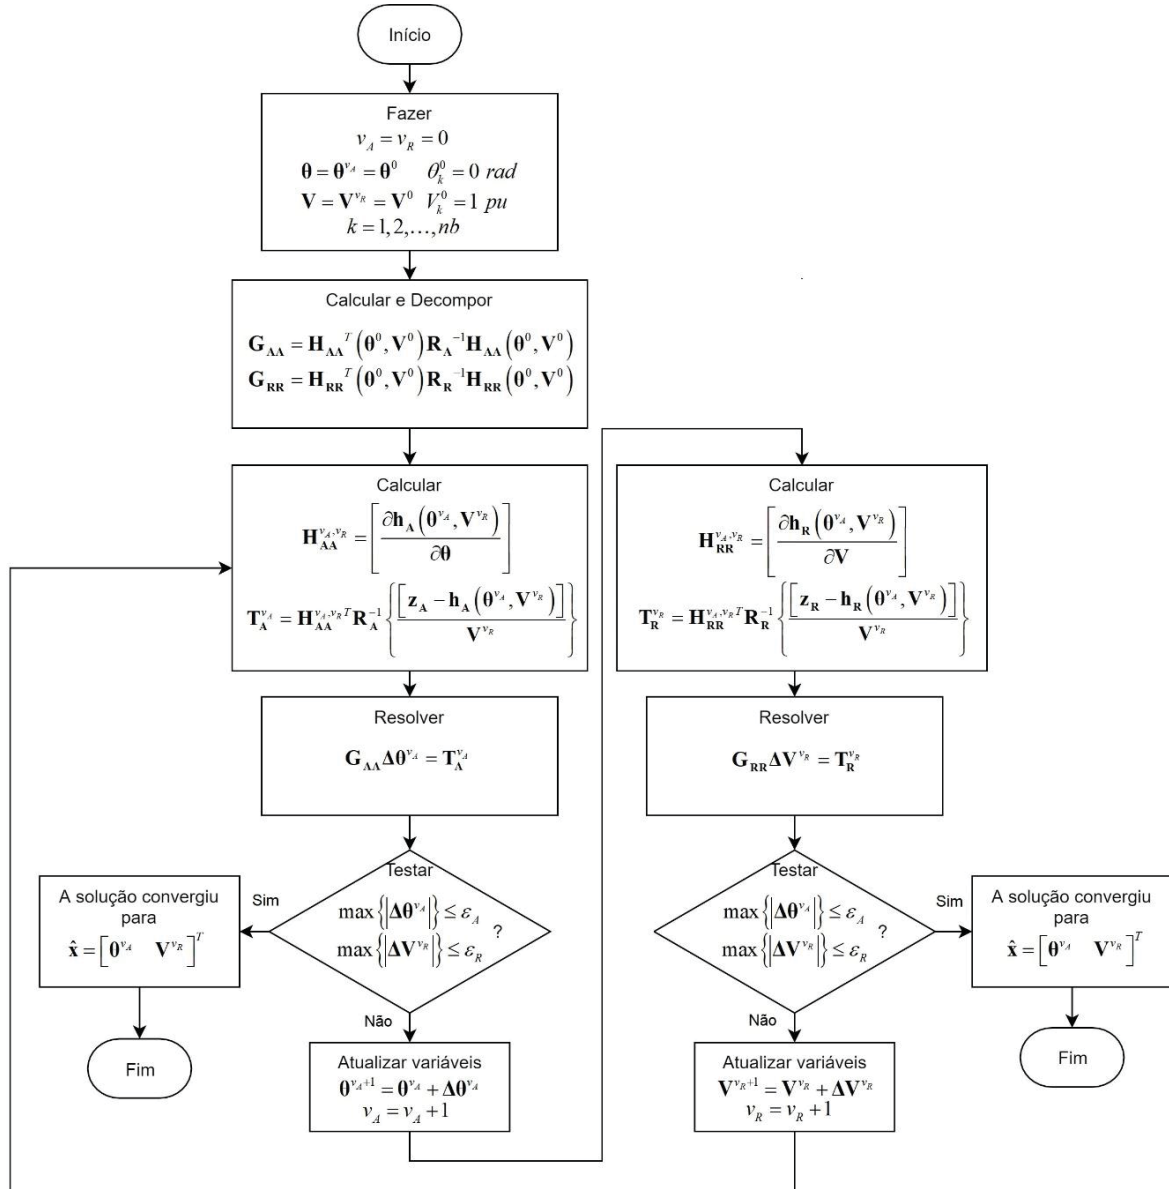 Início
Fazer
v_A = v_R = 0
θ = θ^{v_A} = θ^0   θ_k^0 = 0 rad
V = V^{v_R} = V^0   V_k^0 = 1 pu
k = 1, 2, …, nb
Calcular e Decompor
G_AA = H_AA^T (θ^0, V^0) R_A^{-1} H_AA (θ^0, V^0)
G_RR = H_RR^T (θ^0, V^0) R_R^{-1} H_RR (θ^0, V^0)
Calcular
H_AA^{v_A, v_R} = [∂h_A (θ^{v_A}, V^{v_R}) / ∂θ]
T_A^{v_A} = H_AA^{v_A, v_R T} R_A^{-1} {[z_A − h_A (θ^{v_A}, V^{v_R})] / V^{v_R}}
Resolver
G_AA Δθ^{v_A} = T_A^{v_A}
Testar
max{|Δθ^{v_A}|} ≤ ε_A
max{|ΔV^{v_R}|} ≤ ε_R ?
Sim
A solução convergiu
para
x̂ = [θ^{v_A} V^{v_R}]^T
Fim
Não
Atualizar variáveis
θ^{v_A+1} = θ^{v_A} + Δθ^{v_A}
v_A = v_A + 1
Calcular
H_RR^{v_A, v_R} = [∂h_R (θ^{v_A}, V^{v_R}) / ∂V]
T_R^{v_R} = H_RR^{v_A, v_R T} R_R^{-1} {[z_R − h_R (θ^{v_A}, V^{v_R})] / V^{v_R}}
Resolver
G_RR ΔV^{v_R} = T_R^{v_R}
Testar
max{|Δθ^{v_A}|} ≤ ε_A
max{|ΔV^{v_R}|} ≤ ε_R ?
Sim
A solução convergiu
para
x̂ = [θ^{v_A} V^{v_R}]^T
Fim
Não
Atualizar variáveis
V^{v_R+1} = V^{v_R} + ΔV^{v_R}
v_R = v_R + 1